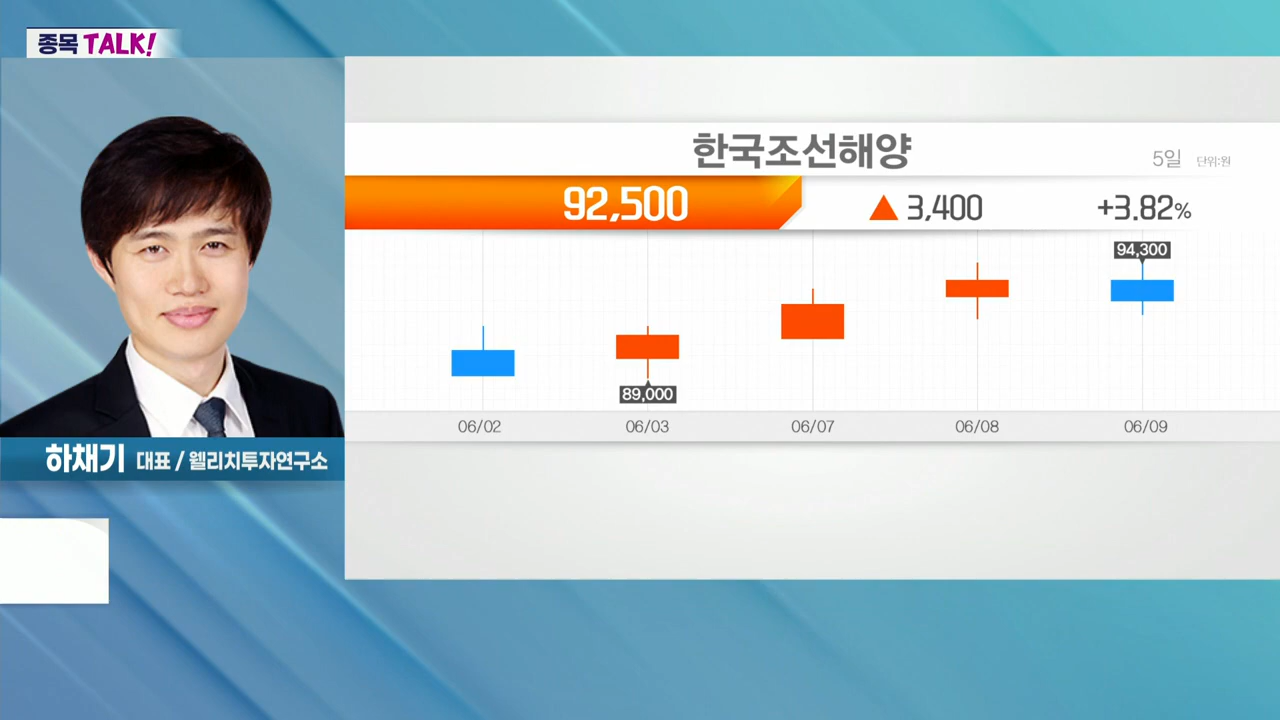 종목 TALK!
한국조선해양
5일 단위:원
92,500 ▲ 3,400 +3.82%
94,300
89,000
06/02 06/03 06/07 06/08 06/09
하채기 대표 / 웰리치투자연구소